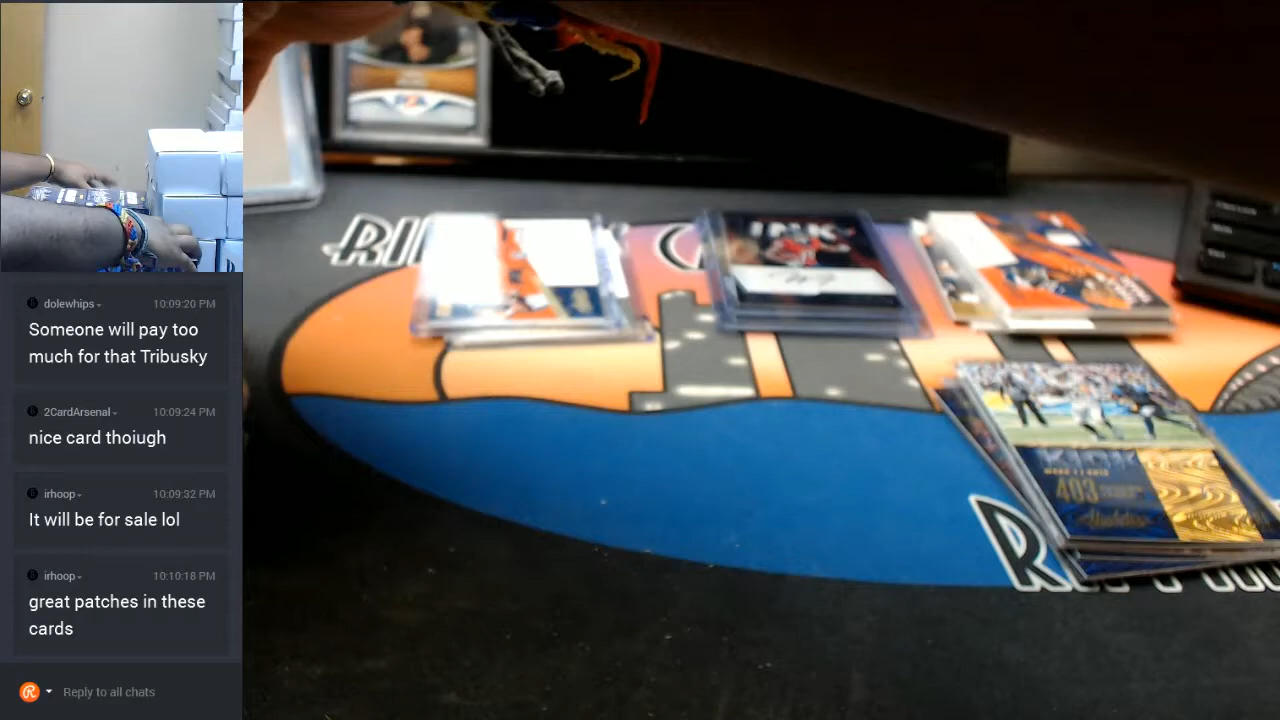 dolewhips
10:09:20 PM
Someone will pay too
much for that Tribusky
2CardArsenal
10:09:24 PM
nice card thoiugh
irhoop
10:09:32 PM
It will be for sale lol
irhoop
10:10:18 PM
great patches in these
cards
R
Reply to all chats
403
Absolute